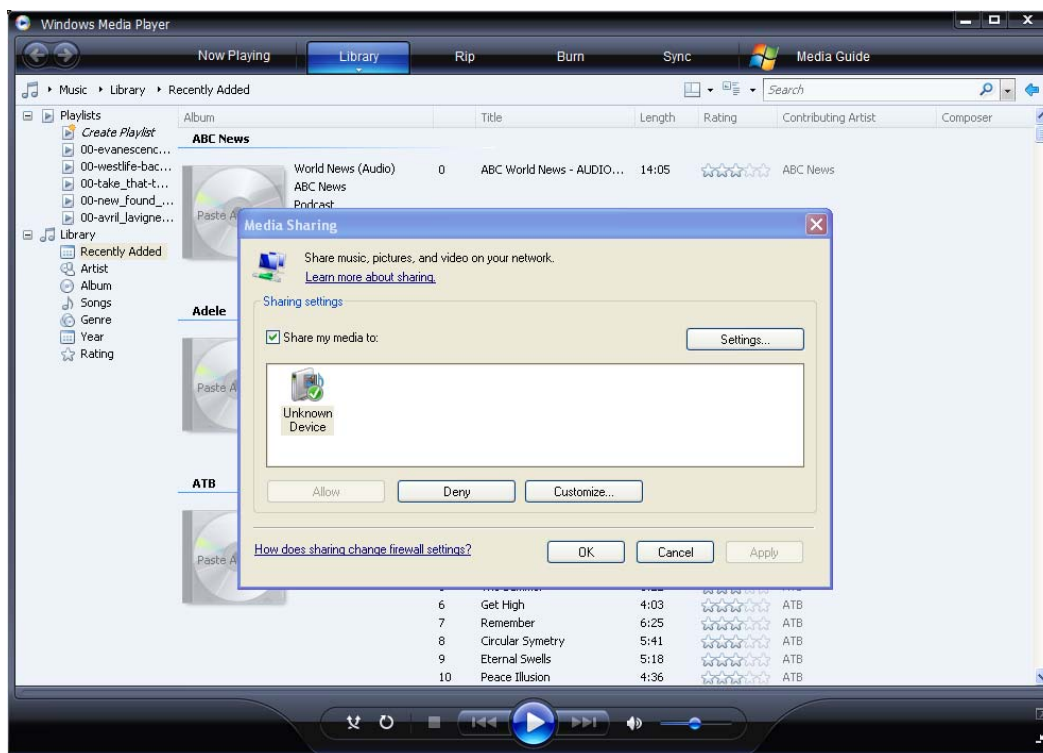 Windows Media Player
Now Playing
Library
Rip
Burn
Sync
Media Guide
Music Library Recently Added
Search
Playlists
Create Playlist
00-evanescenc...
00-westlife-bac...
00-take_that-t...
00-new_found_...
00-avril_lavigne...
Library
Recently Added
Artist
Album
Songs
Genre
Year
Rating
Album Title Length Rating Contributing Artist Composer
ABC News
World News (Audio) 0 ABC World News - AUDIO... 14:05 ABC News
ABC News
Podcast
Paste A
Adele
Paste A
ATB
Paste A
Media Sharing
Share music, pictures, and video on your network.
Learn more about sharing.
Sharing settings
Share my media to:
Settings...
Unknown
Device
Allow
Deny
Customize...
How does sharing change firewall settings?
OK
Cancel
Apply
6 Get High 4:03 ATB
7 Remember 6:25 ATB
8 Circular Symetry 5:41 ATB
9 Eternal Swells 5:18 ATB
10 Peace Illusion 4:36 ATB